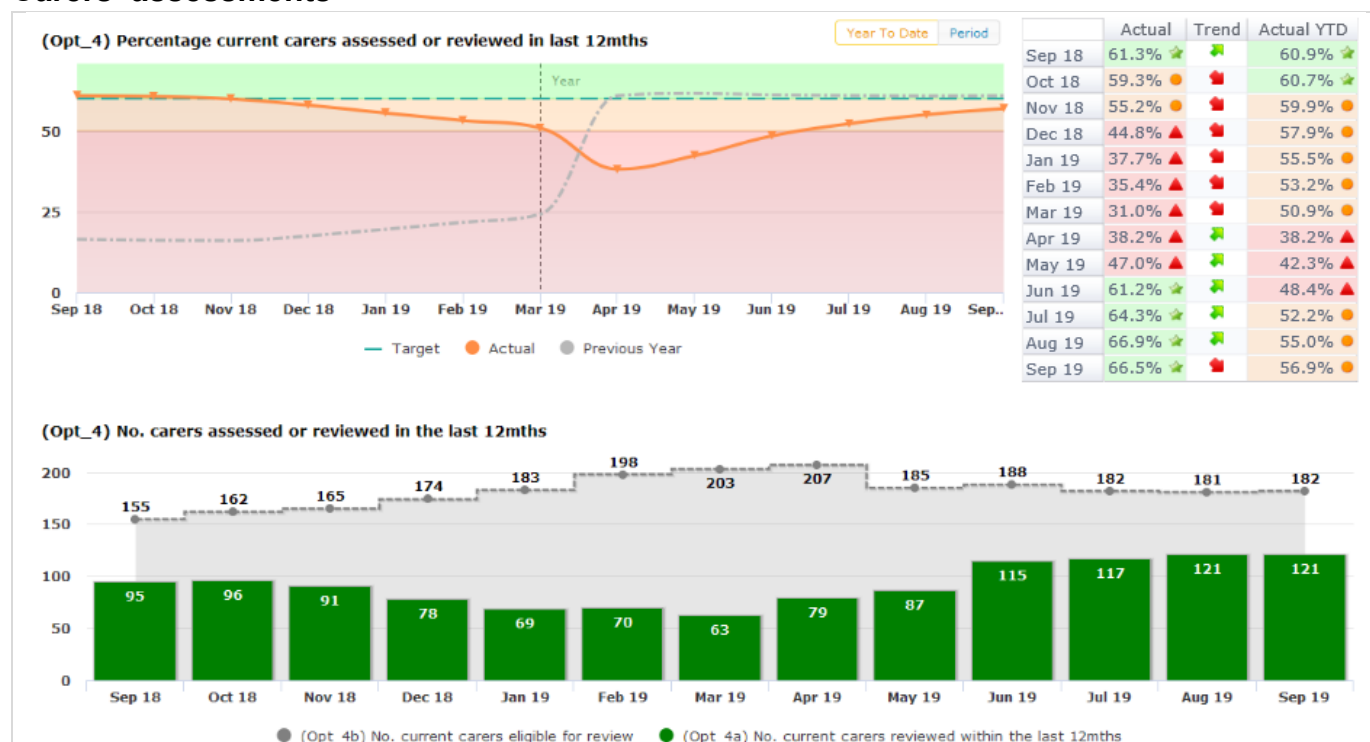 Carers' assessments
(Opt_4) Percentage current carers assessed or reviewed in last 12mths
Year To Date Period
Year
50
25
0
Sep 18 Oct 18 Nov 18 Dec 18 Jan 19 Feb 19 Mar 19 Apr 19 May 19 Jun 19 Jul 19 Aug 19 Sep..
Target Actual Previous Year
Actual Trend Actual YTD
Sep 18 61.3% 60.9%
Oct 18 59.3% 60.7%
Nov 18 55.2% 59.9%
Dec 18 44.8% 57.9%
Jan 19 37.7% 55.5%
Feb 19 35.4% 53.2%
Mar 19 31.0% 50.9%
Apr 19 38.2% 38.2%
May 19 47.0% 42.3%
Jun 19 61.2% 48.4%
Jul 19 64.3% 52.2%
Aug 19 66.9% 55.0%
Sep 19 66.5% 56.9%
(Opt_4) No. carers assessed or reviewed in the last 12mths
200
150
100
50
0
155 162 165 174 183 198 203 207 185 188 182 181 182
95 96 91 78 69 70 63 79 87 115 117 121 121
Sep 18 Oct 18 Nov 18 Dec 18 Jan 19 Feb 19 Mar 19 Apr 19 May 19 Jun 19 Jul 19 Aug 19 Sep 19
(Opt_4b) No. current carers eligible for review (Opt_4a) No. current carers reviewed within the last 12mths